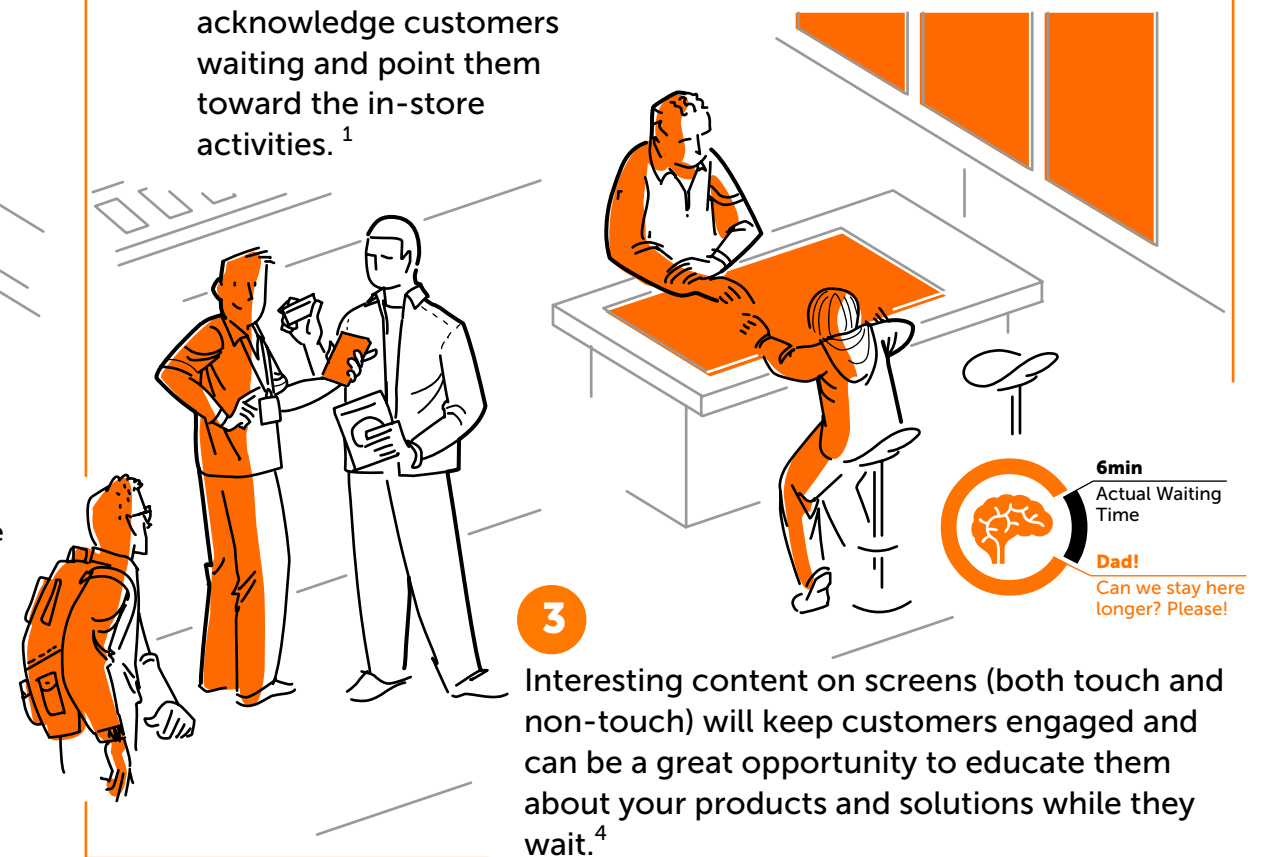 acknowledge customers
waiting and point them
toward the in-store
activities. 1
6min
Actual Waiting
Time
Dad!
Can we stay here
longer? Please!
3
Interesting content on screens (both touch and
non-touch) will keep customers engaged and
can be a great opportunity to educate them
about your products and solutions while they
wait.4